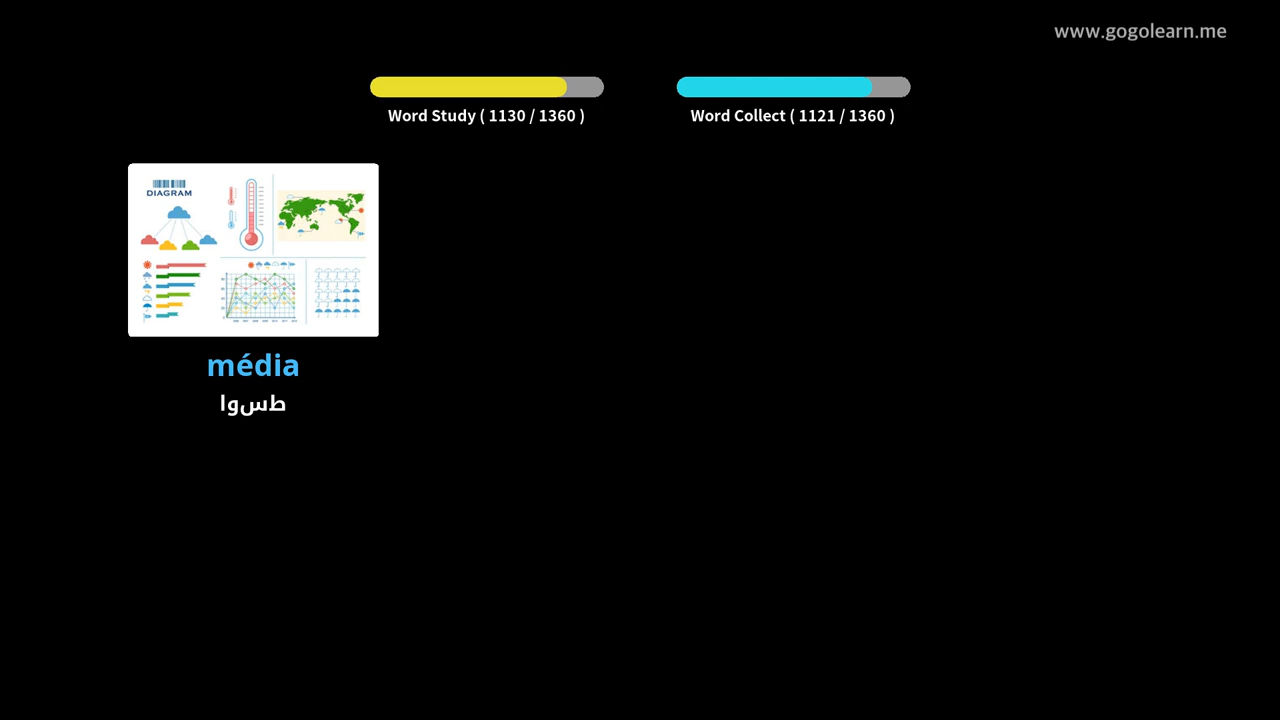 www.gogolearn.me
Word Study ( 1130 / 1360 )
Word Collect ( 1121 / 1360 )
DIAGRAM
média
طسوا